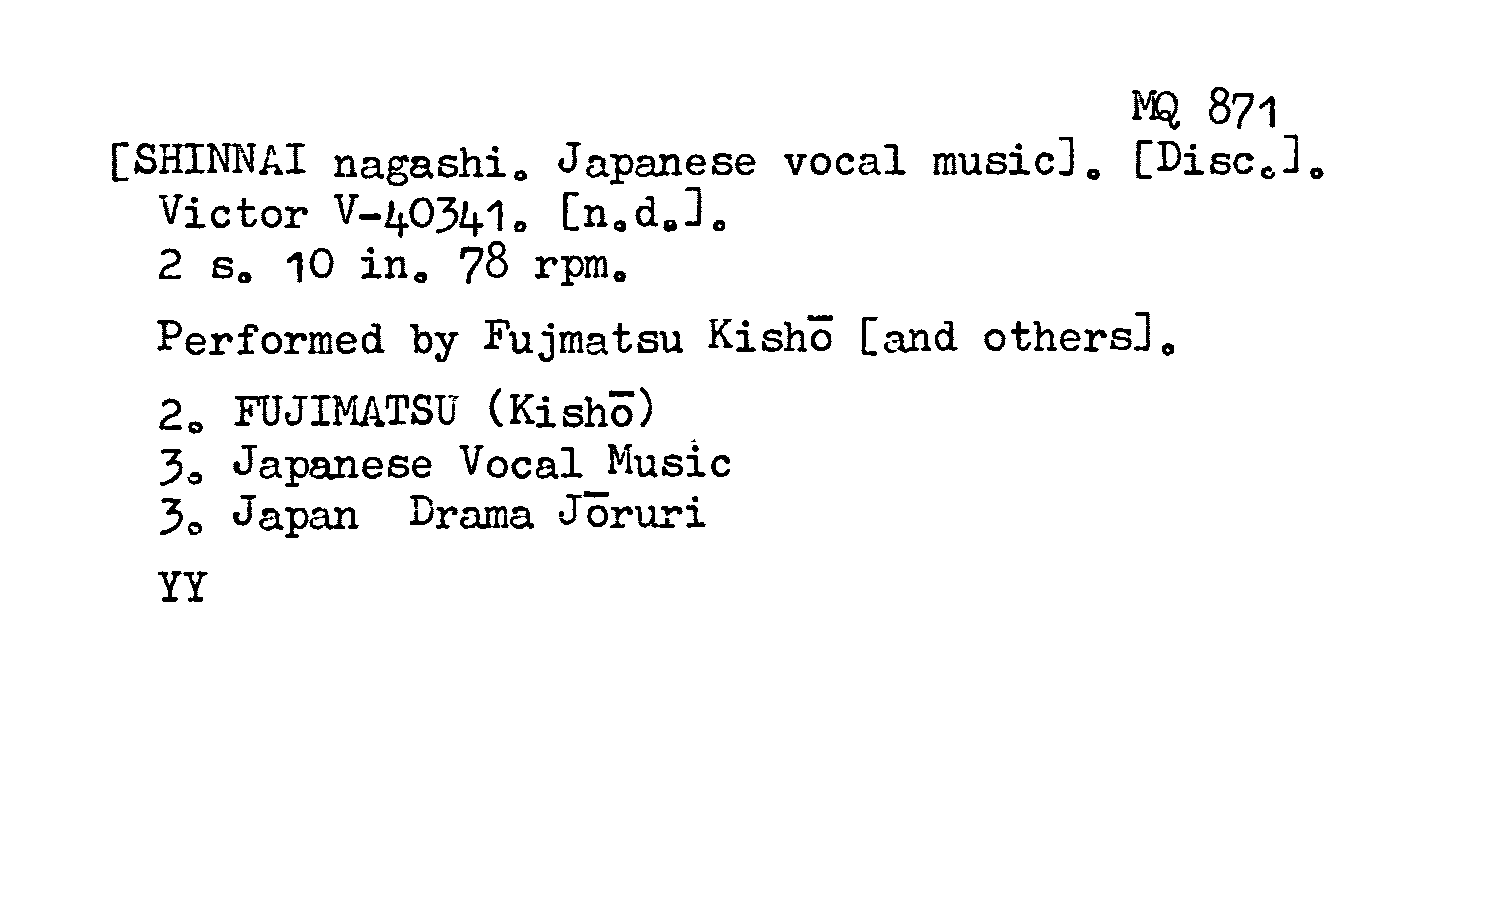 MQ 871
[SHINNAI nagashi. Japanese vocal music]. [Disc.].
Victor V-40341. [n.d.].
2 s. 10 in. 78 rpm.
Performed by Fujmatsu Kishō [and others].
2. FUJIMATSU (Kishō)
3. Japanese Vocal Music
3. Japan  Drama Jōruri
YY